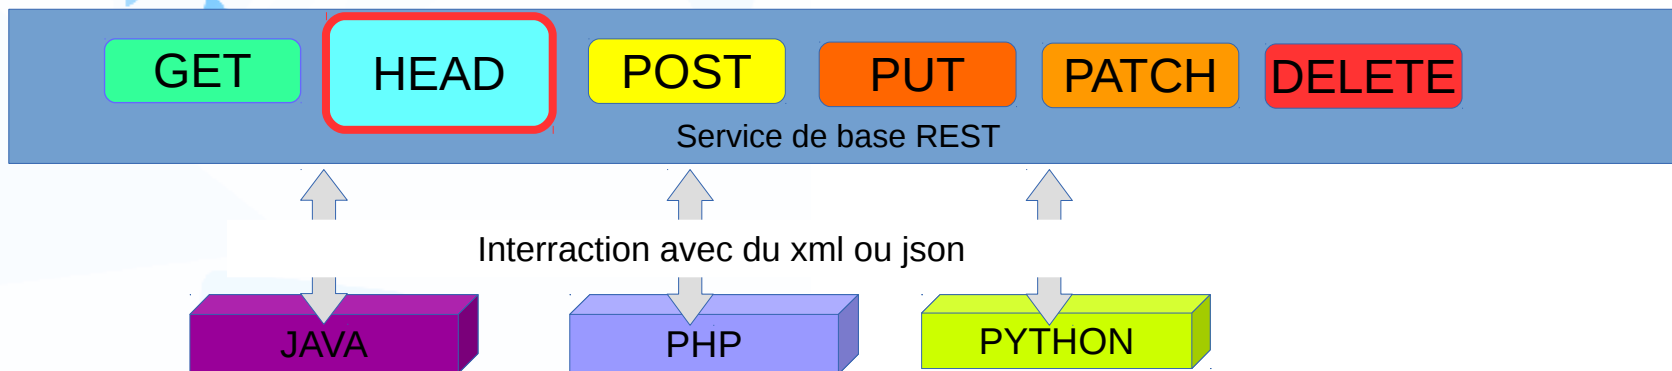 GET HEAD POST PUT PATCH DELETE
Service de base REST
Interraction avec du xml ou json
JAVA PHP PYTHON